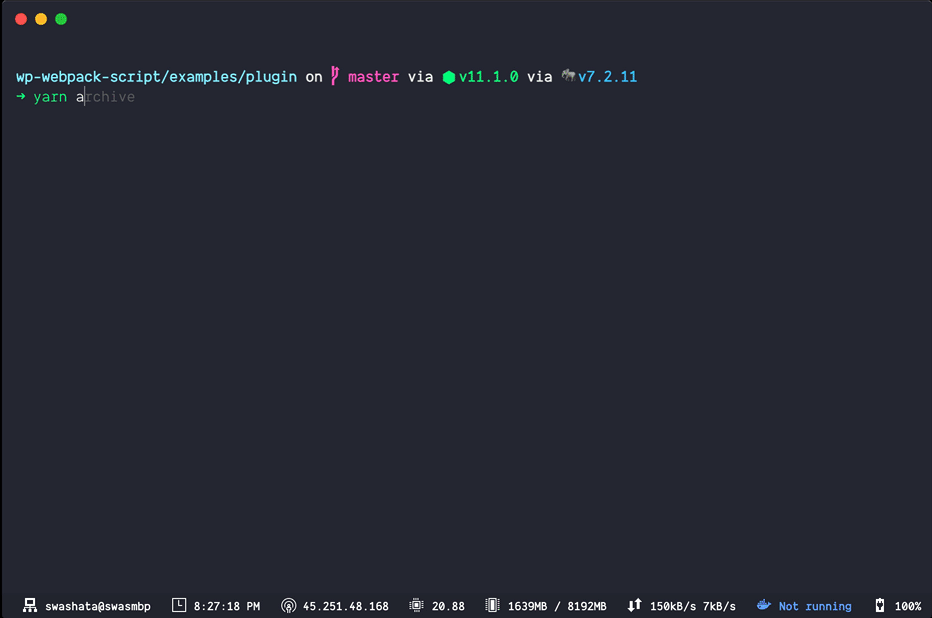 wp-webpack-script/examples/plugin on master via v11.1.0 via v7.2.11
➜ yarn archive
swashata@swasmbp 8:27:18 PM 45.251.48.168 20.88 1639MB / 8192MB 150kB/s 7kB/s Not running 100%